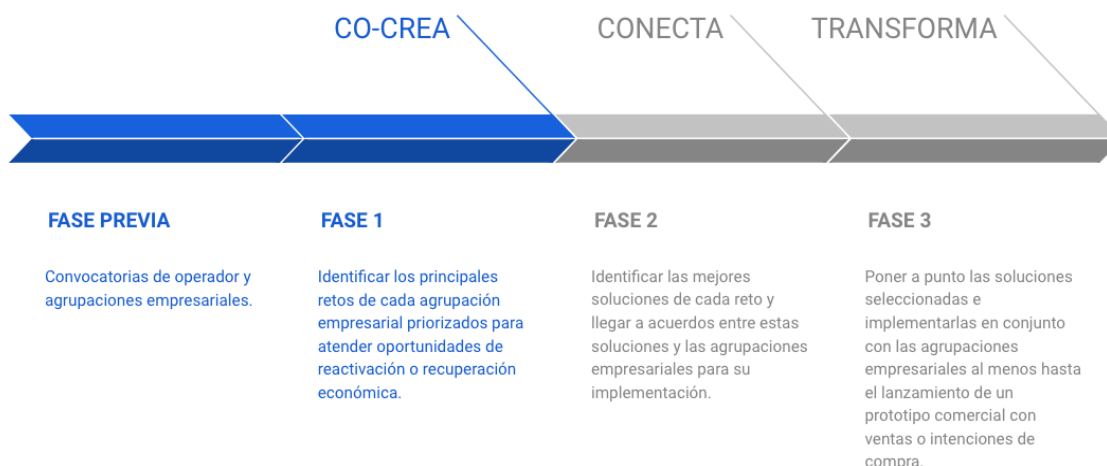 CO-CREA
CONECTA
TRANSFORMA
FASE PREVIA
Convocatorias de operador y
agrupaciones empresariales.
FASE 1
Identificar los principales
retos de cada agrupación
empresarial priorizados para
atender oportunidades de
reactivación o recuperación
económica.
FASE 2
Identificar las mejores
soluciones de cada reto y
llegar a acuerdos entre estas
soluciones y las agrupaciones
empresariales para su
implementación.
FASE 3
Poner a punto las soluciones
seleccionadas e
implementarlas en conjunto
con las agrupaciones
empresariales al menos hasta
el lanzamiento de un
prototipo comercial con
ventas o intenciones de
compra.